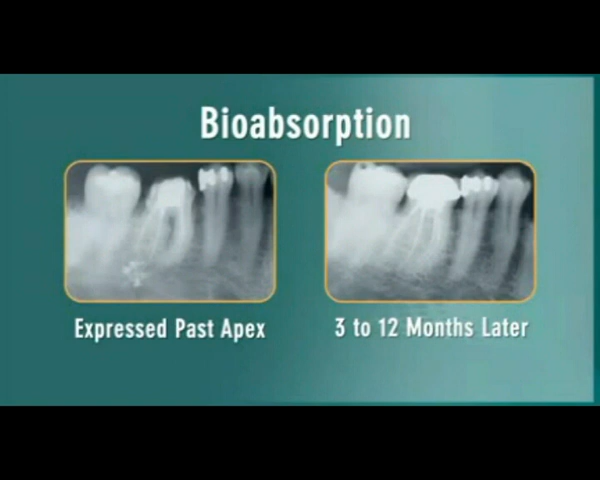 Bioabsorption
Expressed Past Apex
3 to 12 Months Later